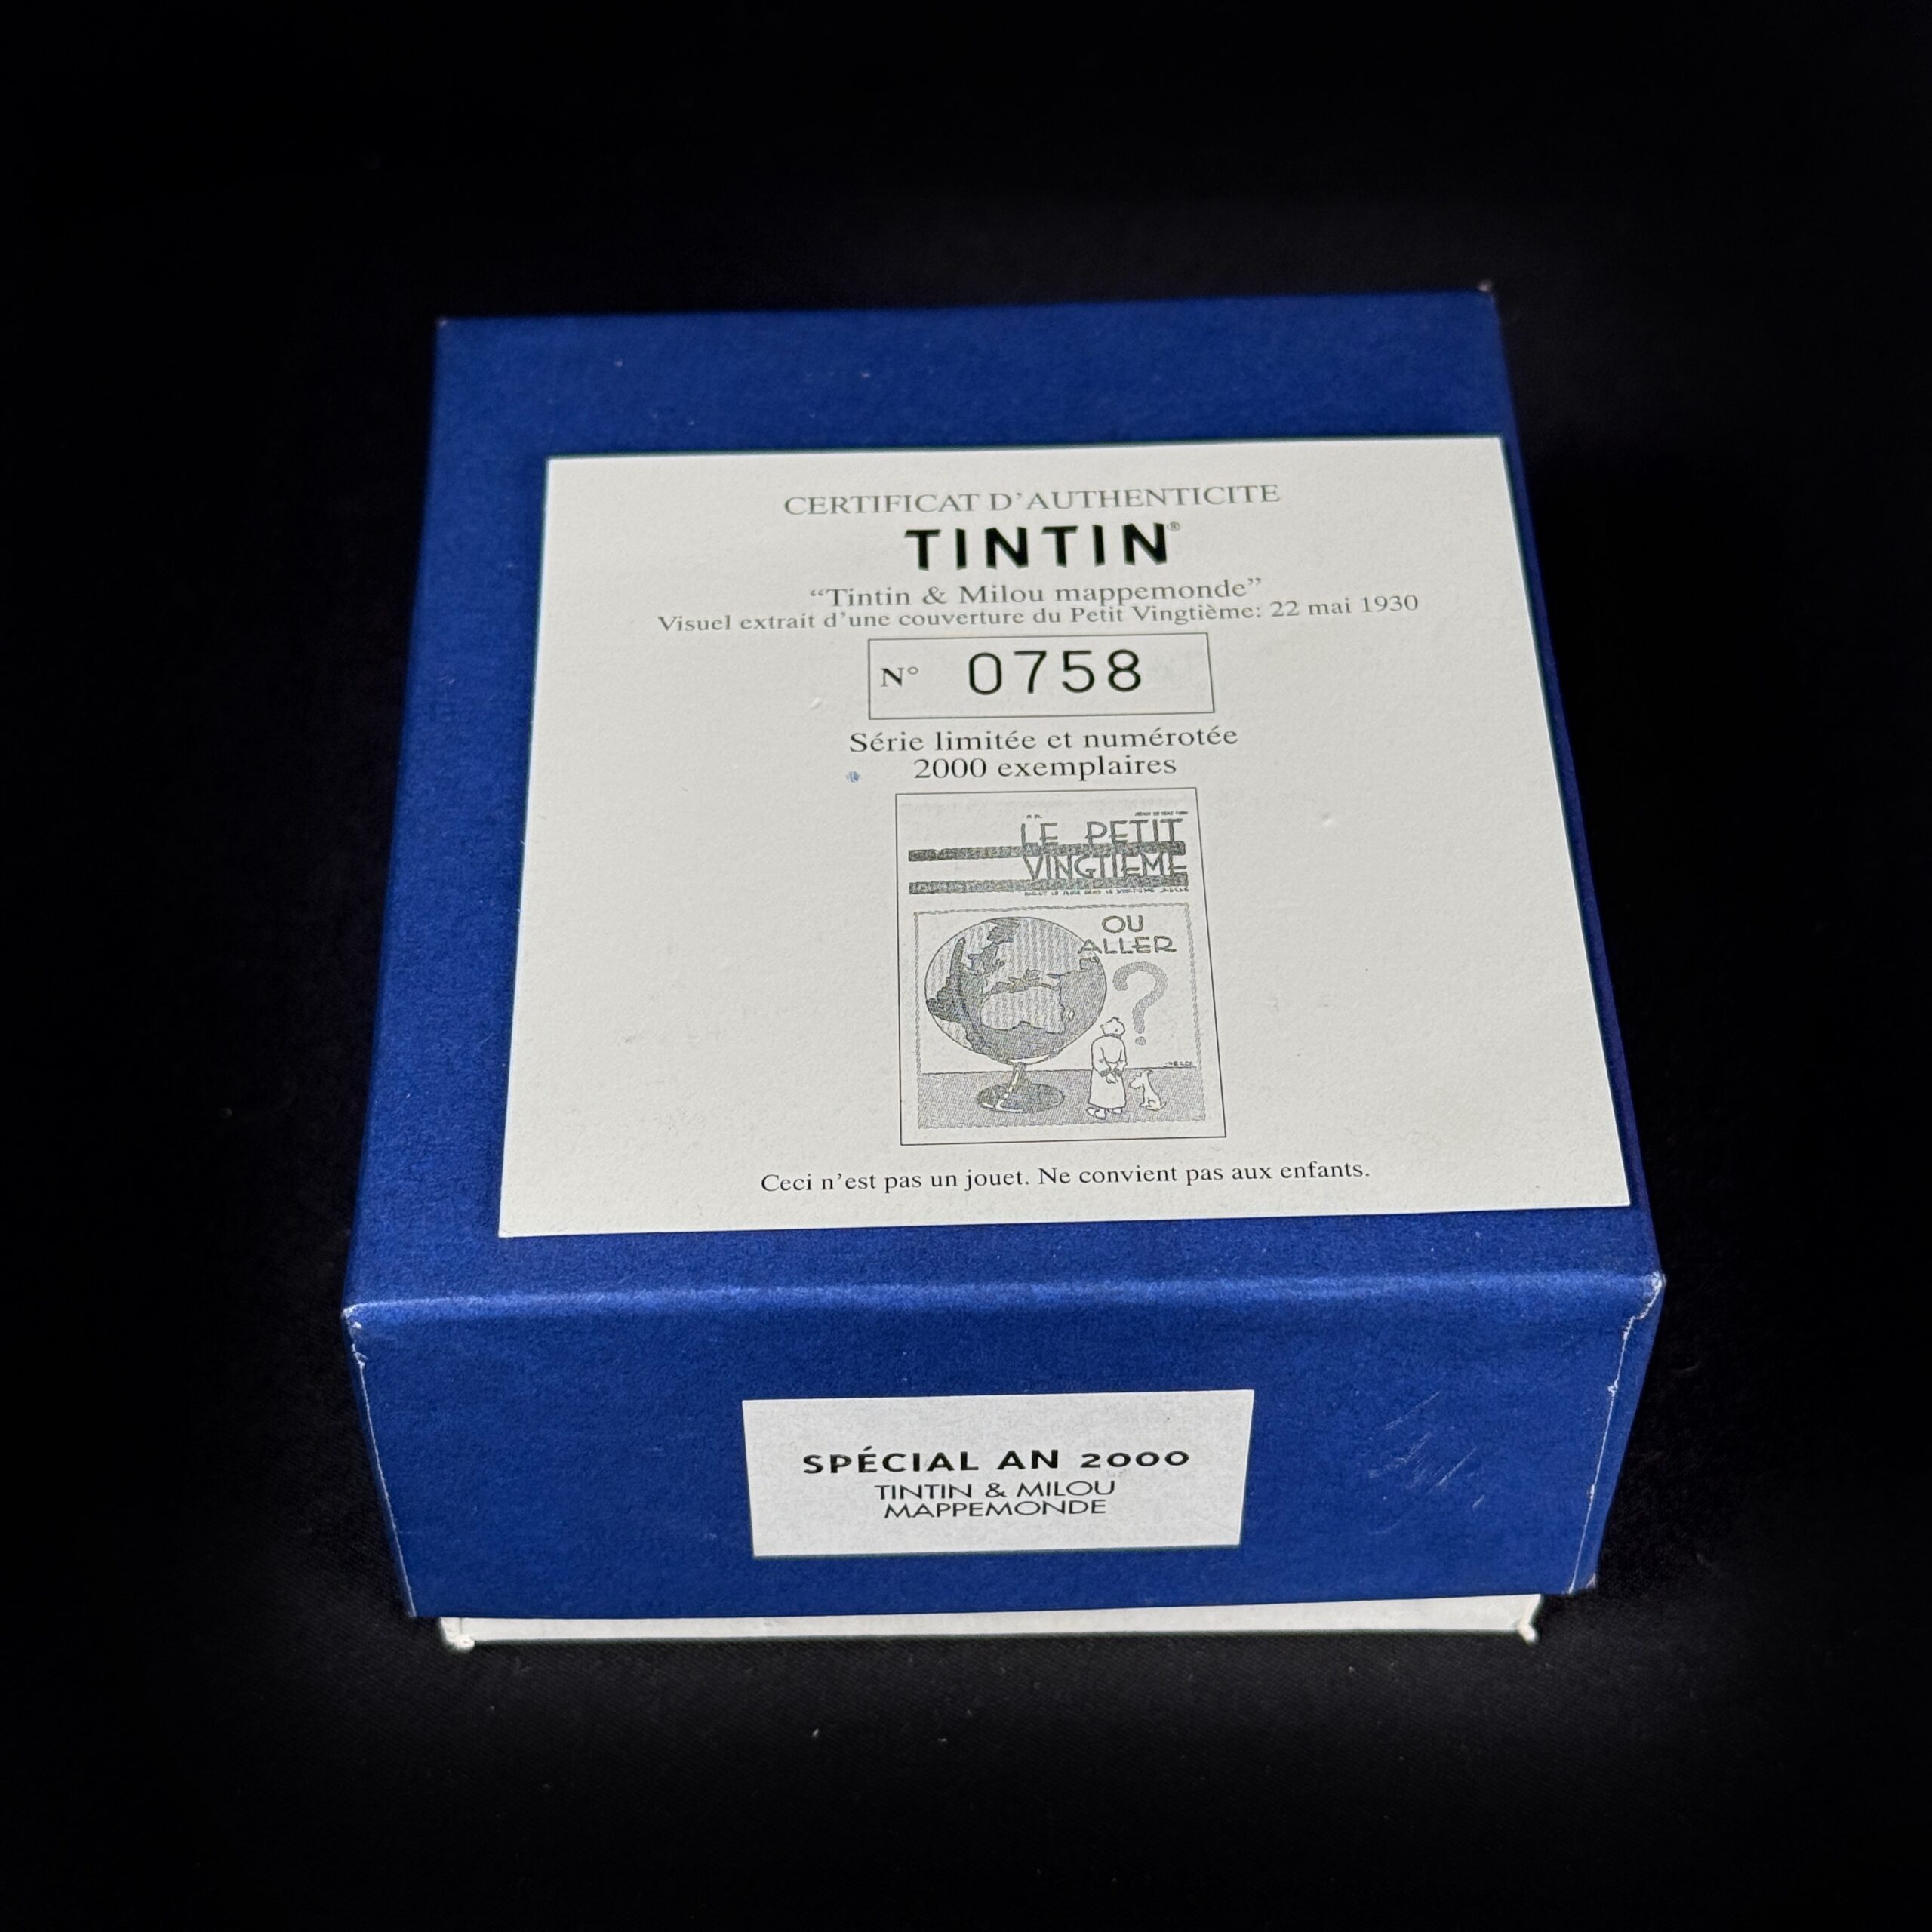 CERTIFICAT D'AUTHENTICITE
TINTIN®
“Tintin & Milou mappemonde”
Visuel extrait d'une couverture du Petit Vingtième: 22 mai 1930
N° 0758
Série limitée et numérotée
2000 exemplaires
LE PETIT
VINGTIEME
OU
ALLER
?
Ceci n'est pas un jouet. Ne convient pas aux enfants.
SPÉCIAL AN 2000
TINTIN & MILOU
MAPPEMONDE